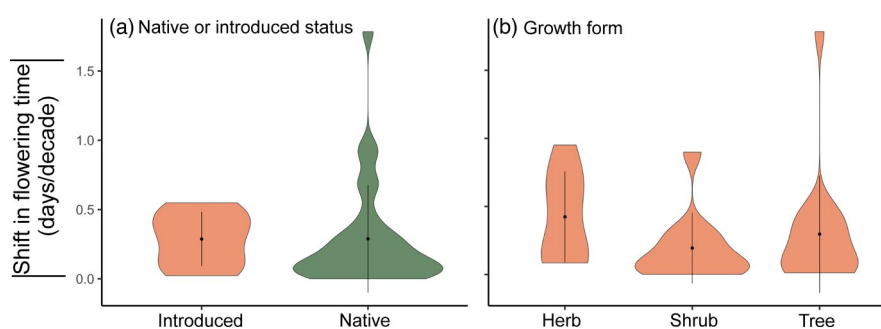 (a) Native or introduced status
|Shift in flowering time|
(days/decade)
1.5
1.0
0.5
0.0
Introduced Native
(b) Growth form
Herb Shrub Tree